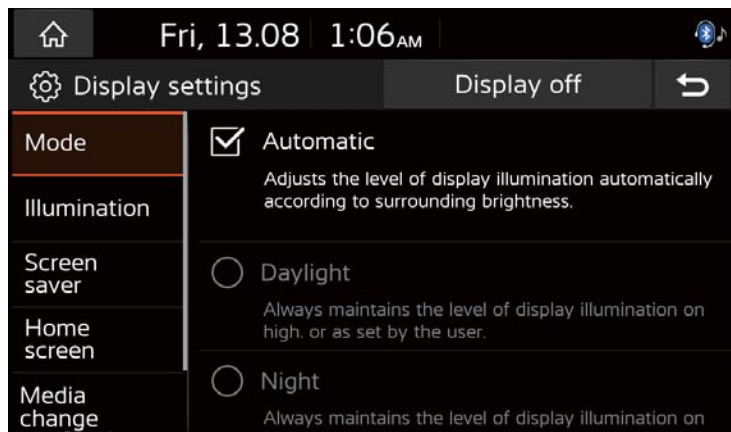 Fri, 13.08 1:06AM
Display settings
Display off
Mode
Illumination
Screen
saver
Home
screen
Media
change
Automatic
Adjusts the level of display illumination automatically
according to surrounding brightness.
Daylight
Always maintains the level of display illumination on
high. or as set by the user.
Night
Always maintains the level of display illumination on